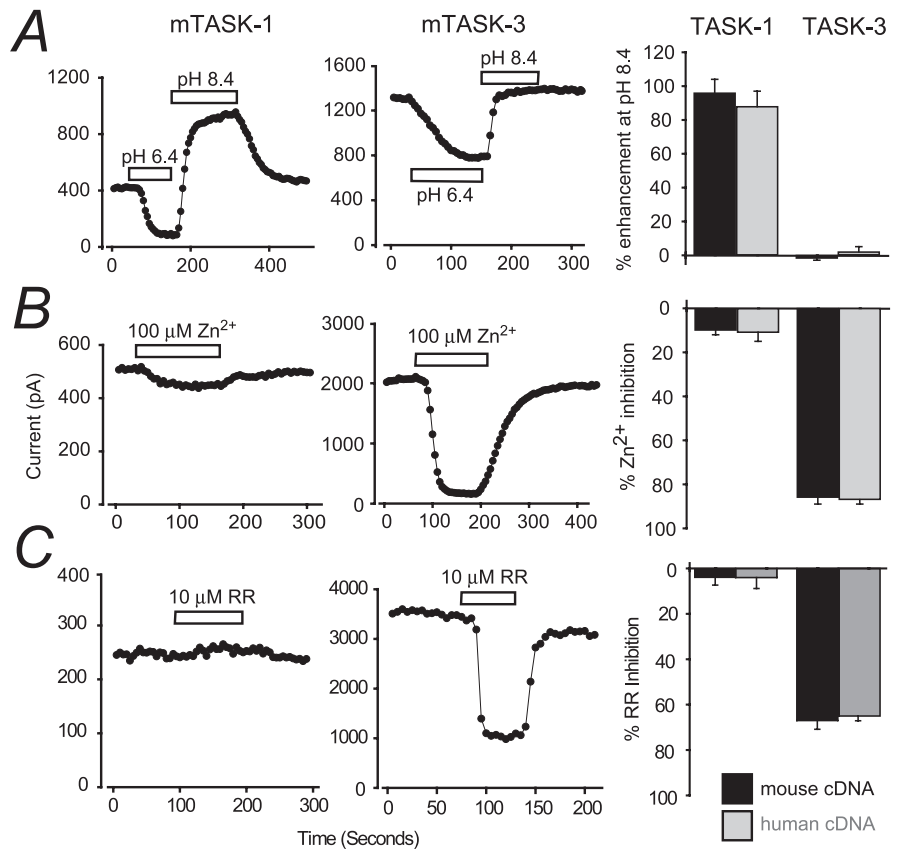 A
mTASK-1
mTASK-3
TASK-1 TASK-3
1200
800
400
0
pH 8.4
pH 6.4
0 200 400
1600
1200
800
400
0
pH 8.4
pH 6.4
0 100 200 300
% enhancement at pH 8.4
120
100
80
60
40
20
0
B
Current (pA)
600
400
200
0
100 μM Zn²⁺
0 100 200 300
3000
2000
1000
0
100 μM Zn²⁺
0 100 200 300 400
% Zn²⁺ inhibition
0
20
40
60
80
100
C
400
300
200
100
0
10 μM RR
0 100 200 300
4000
3000
2000
1000
0
10 μM RR
0 50 100 150 200
Time (Seconds)
% RR Inhibition
0
20
40
60
80
100
mouse cDNA
human cDNA